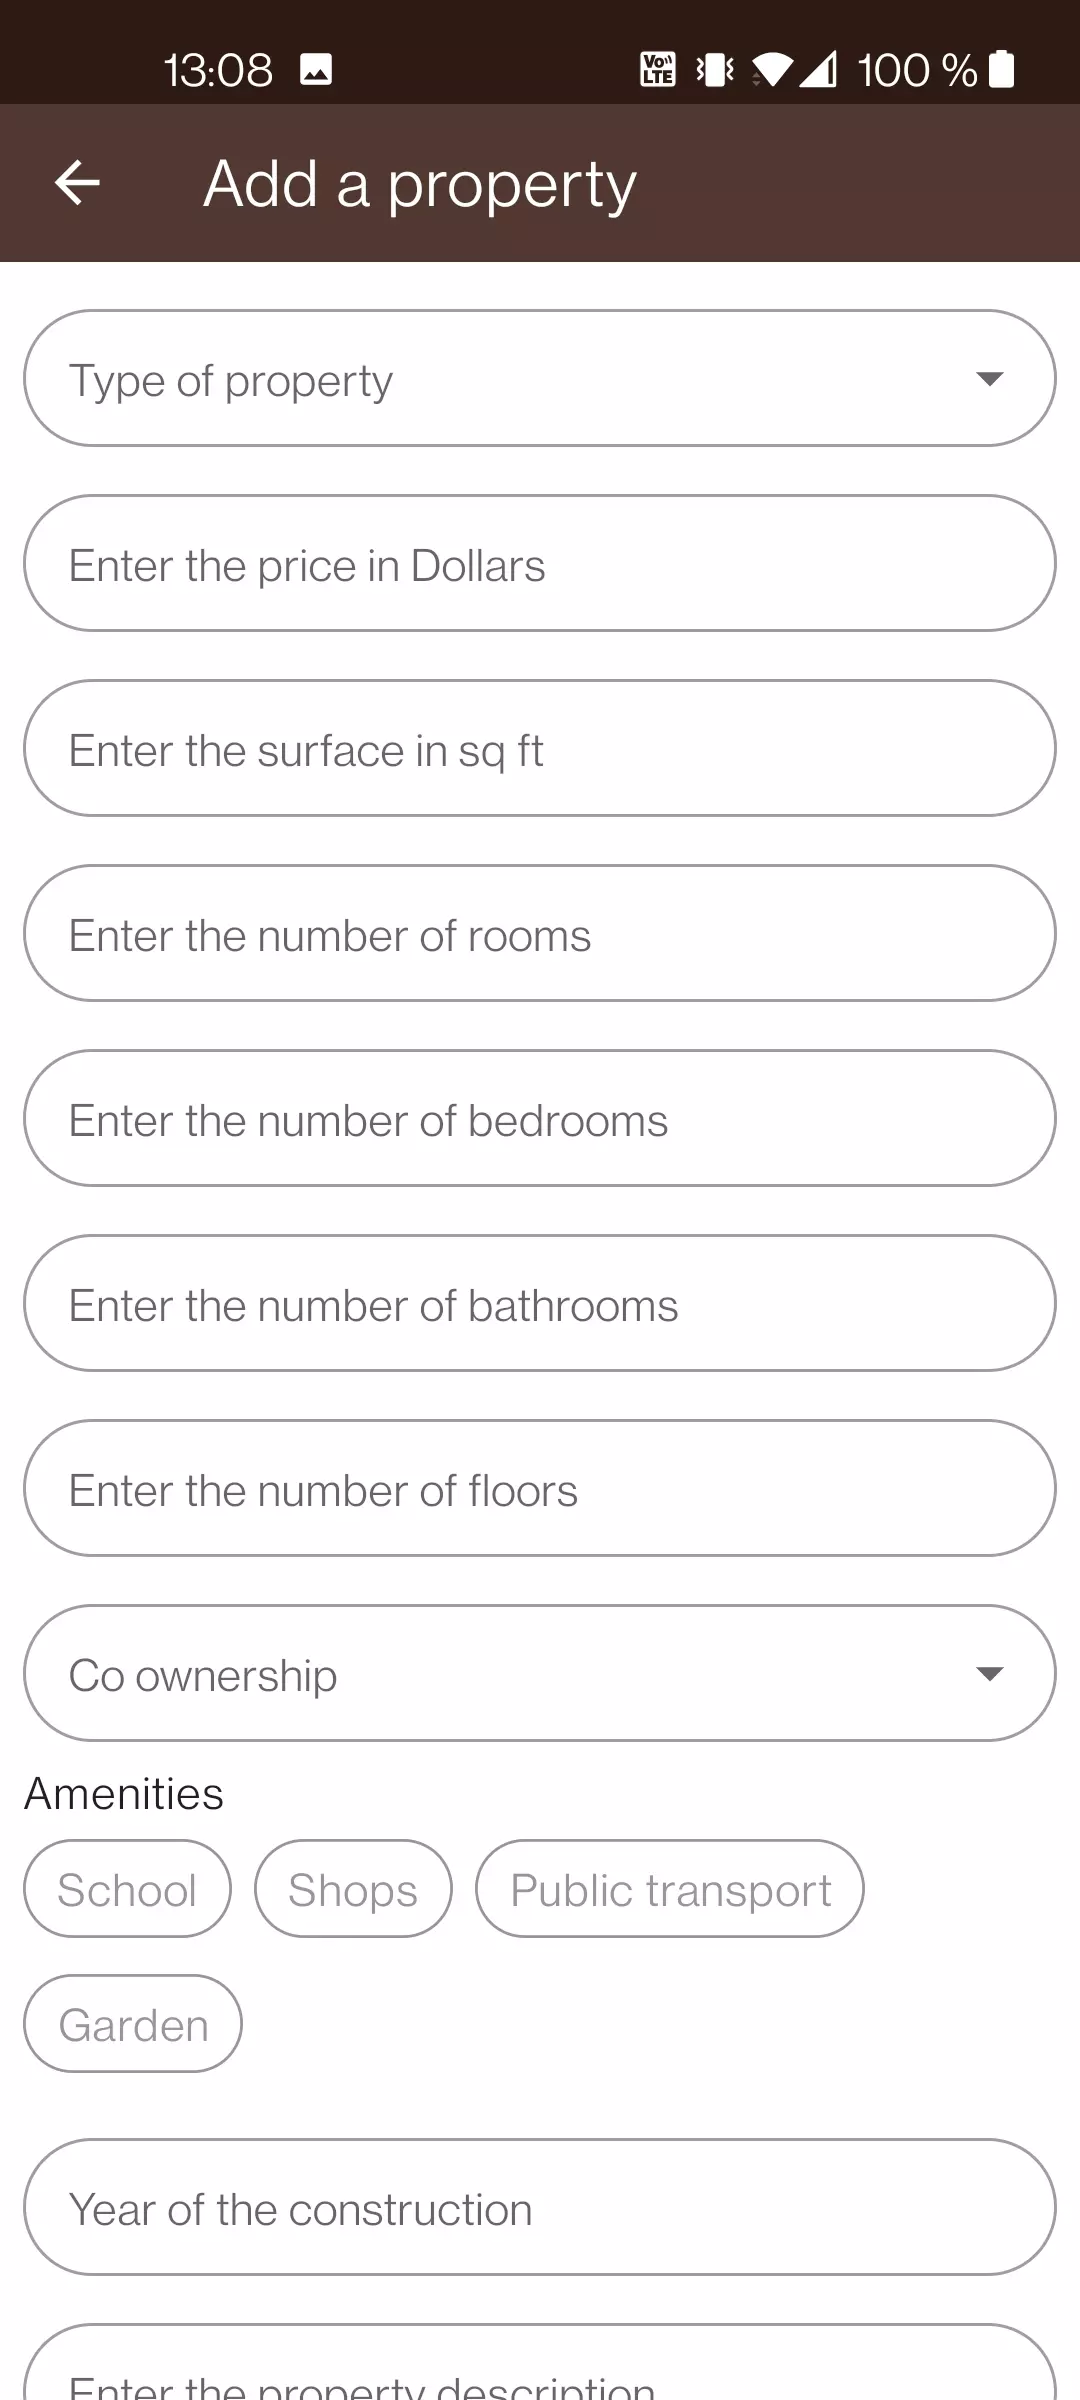 13:08 Vo)) LTE 100 %
Add a property
Type of property
Enter the price in Dollars
Enter the surface in sq ft
Enter the number of rooms
Enter the number of bedrooms
Enter the number of bathrooms
Enter the number of floors
Co ownership
Amenities
School Shops Public transport
Garden
Year of the construction
Enter the property description